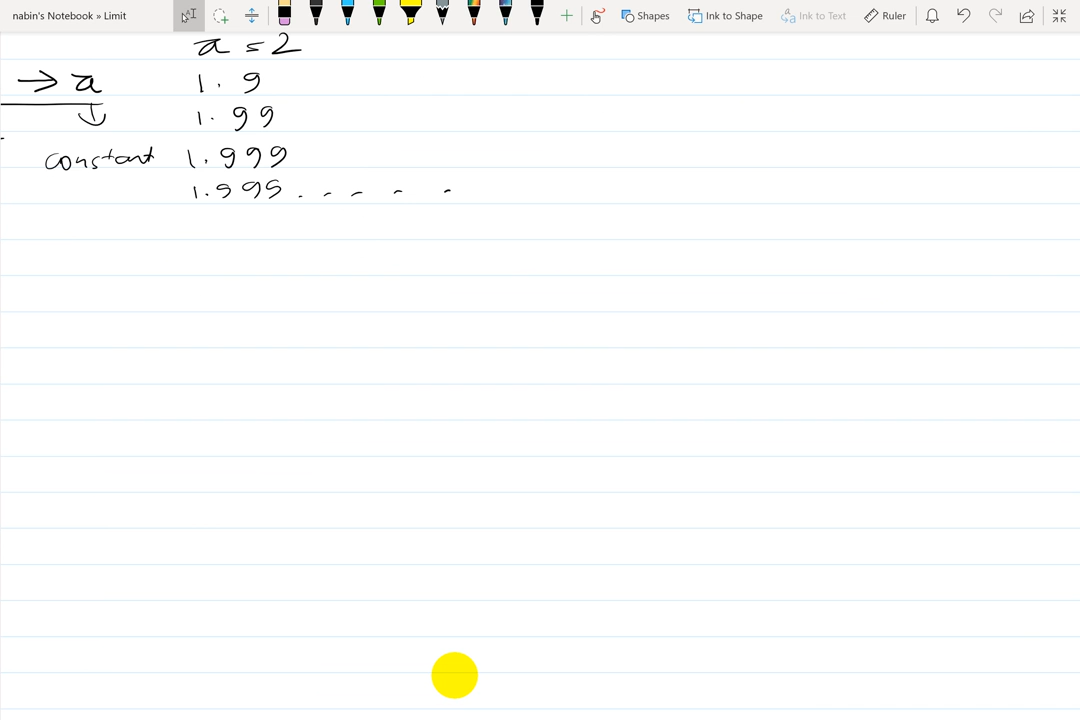 nabin's Notebook » Limit
Shapes
Ink to Shape
Ink to Text
Ruler
a = 2
→ a
1.9
1.99
constant
1.999
1.999. - - - -